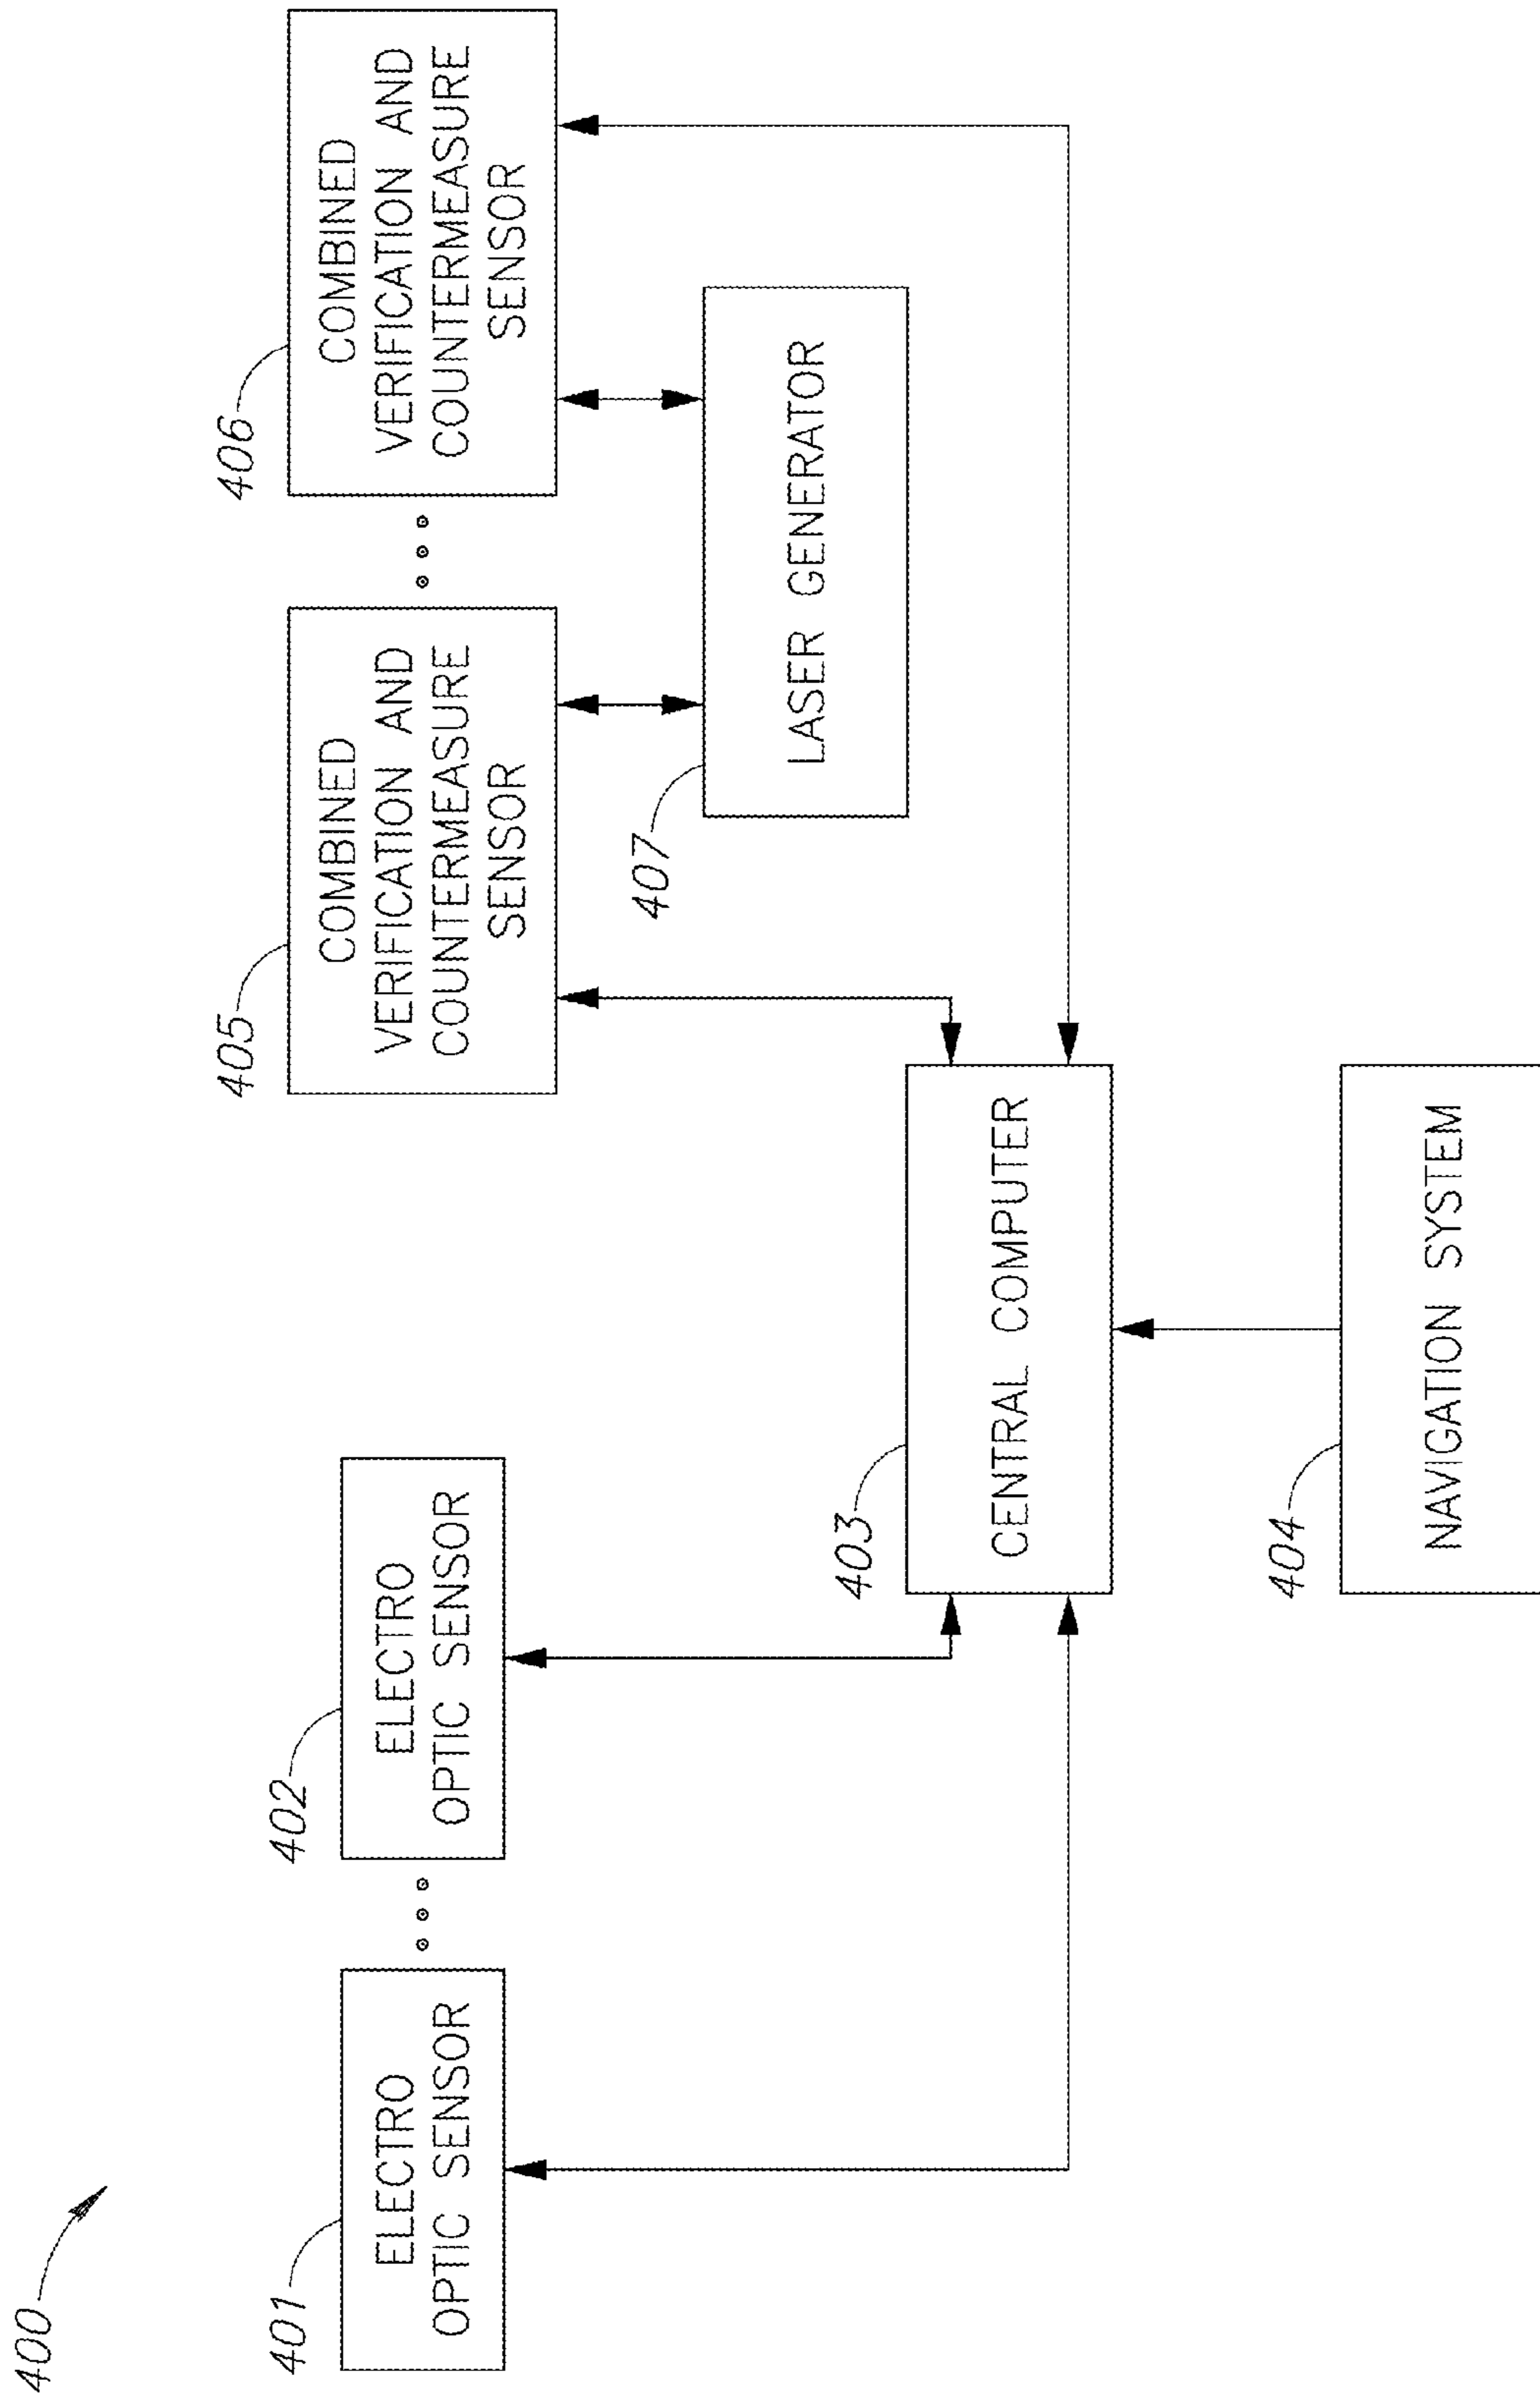 400
401
ELECTRO
OPTIC SENSOR
402
ELECTRO
OPTIC SENSOR
405
COMBINED
VERIFICATION AND
COUNTERMEASURE
SENSOR
406
COMBINED
VERIFICATION AND
COUNTERMEASURE
SENSOR
407
LASER GENERATOR
403
CENTRAL COMPUTER
404
NAVIGATION SYSTEM